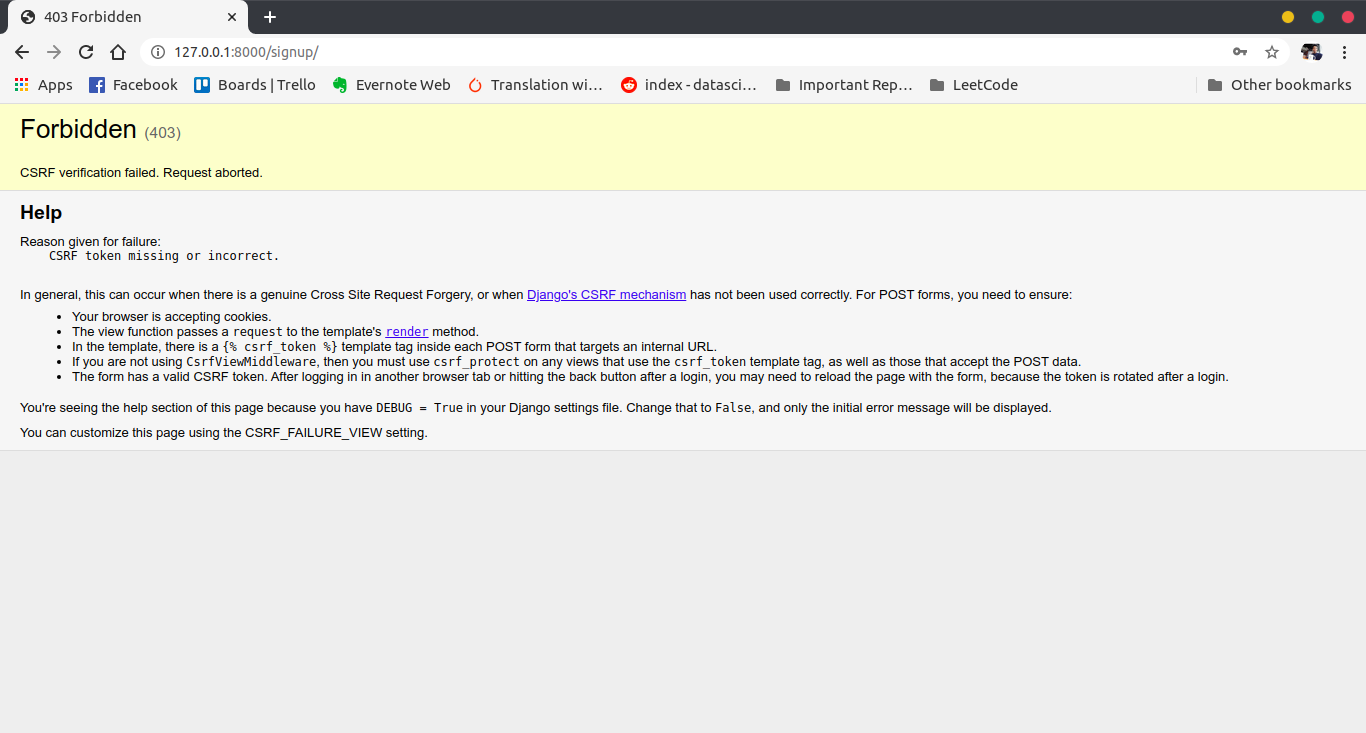 403 Forbidden
127.0.0.1:8000/signup/
Apps Facebook Boards | Trello Evernote Web Translation wi... index - datasci... Important Rep... LeetCode Other bookmarks
Forbidden (403)
CSRF verification failed. Request aborted.
Help
Reason given for failure:
CSRF token missing or incorrect.
In general, this can occur when there is a genuine Cross Site Request Forgery, or when Django's CSRF mechanism has not been used correctly. For POST forms, you need to ensure:
• Your browser is accepting cookies.
• The view function passes a request to the template's render method.
• In the template, there is a {% csrf_token %} template tag inside each POST form that targets an internal URL.
• If you are not using CsrfViewMiddleware, then you must use csrf_protect on any views that use the csrf_token template tag, as well as those that accept the POST data.
• The form has a valid CSRF token. After logging in in another browser tab or hitting the back button after a login, you may need to reload the page with the form, because the token is rotated after a login.
You're seeing the help section of this page because you have DEBUG = True in your Django settings file. Change that to False, and only the initial error message will be displayed.
You can customize this page using the CSRF_FAILURE_VIEW setting.